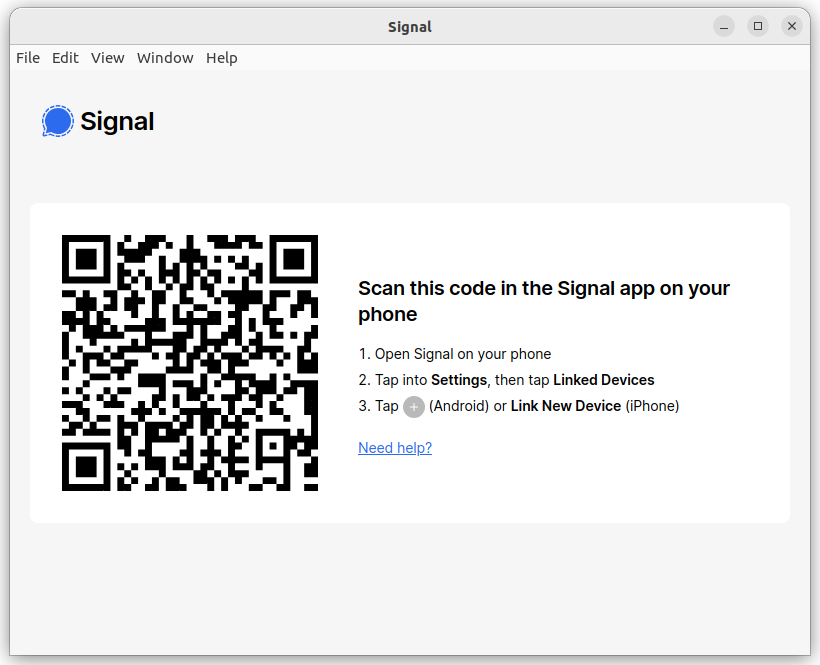 Signal
File Edit View Window Help
Signal
Scan this code in the Signal app on your
phone
1. Open Signal on your phone
2. Tap into Settings, then tap Linked Devices
3. Tap + (Android) or Link New Device (iPhone)
Need help?